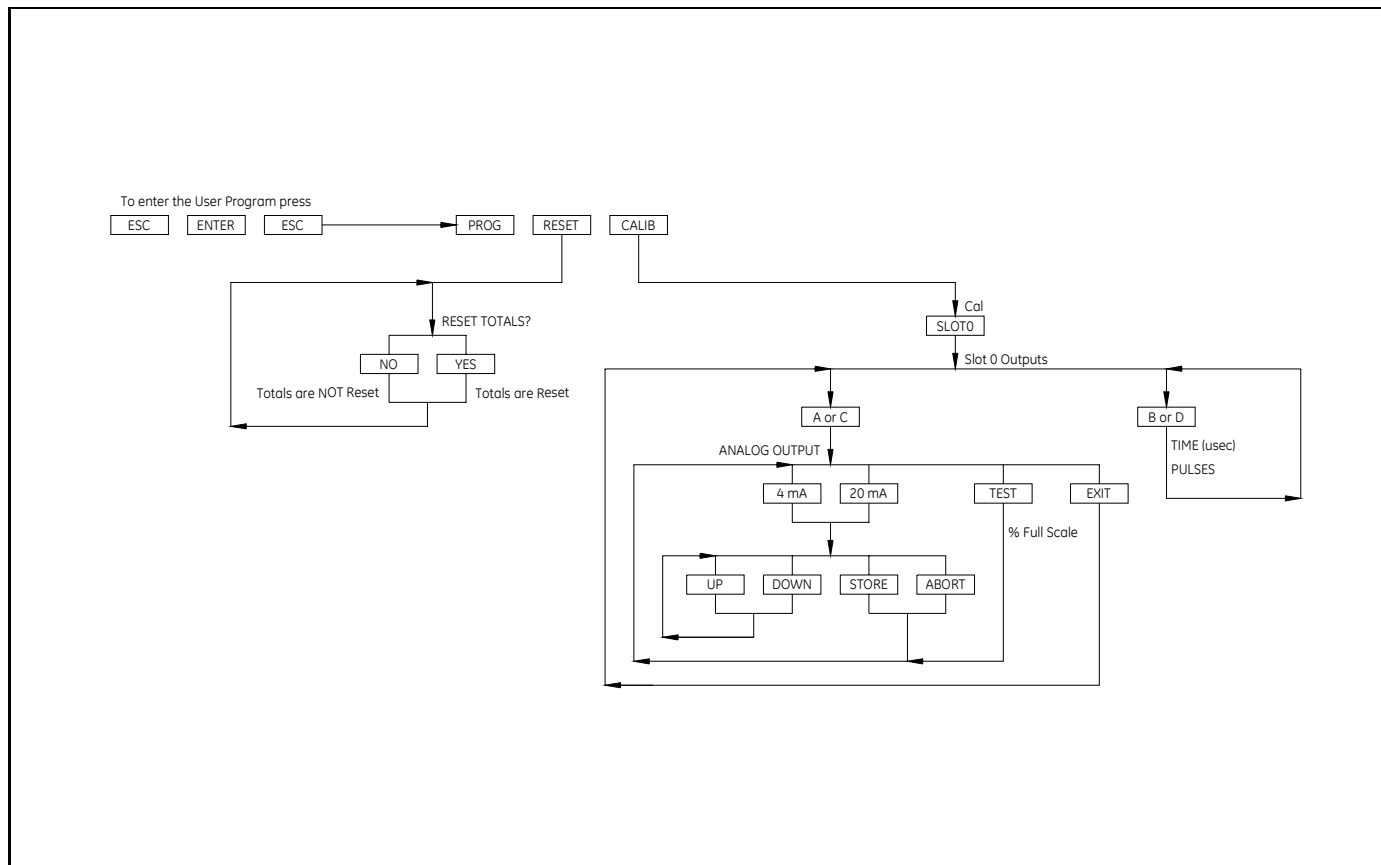 To enter the User Program press
ESC ENTER ESC PROG RESET CALIB
Cal
SLOT0
RESET TOTALS?
NO YES
Totals are NOT Reset Totals are Reset
Slot 0 Outputs
A or C B or D
ANALOG OUTPUT
TIME (usec)
PULSES
4 mA 20 mA TEST EXIT
% Full Scale
UP DOWN STORE ABORT